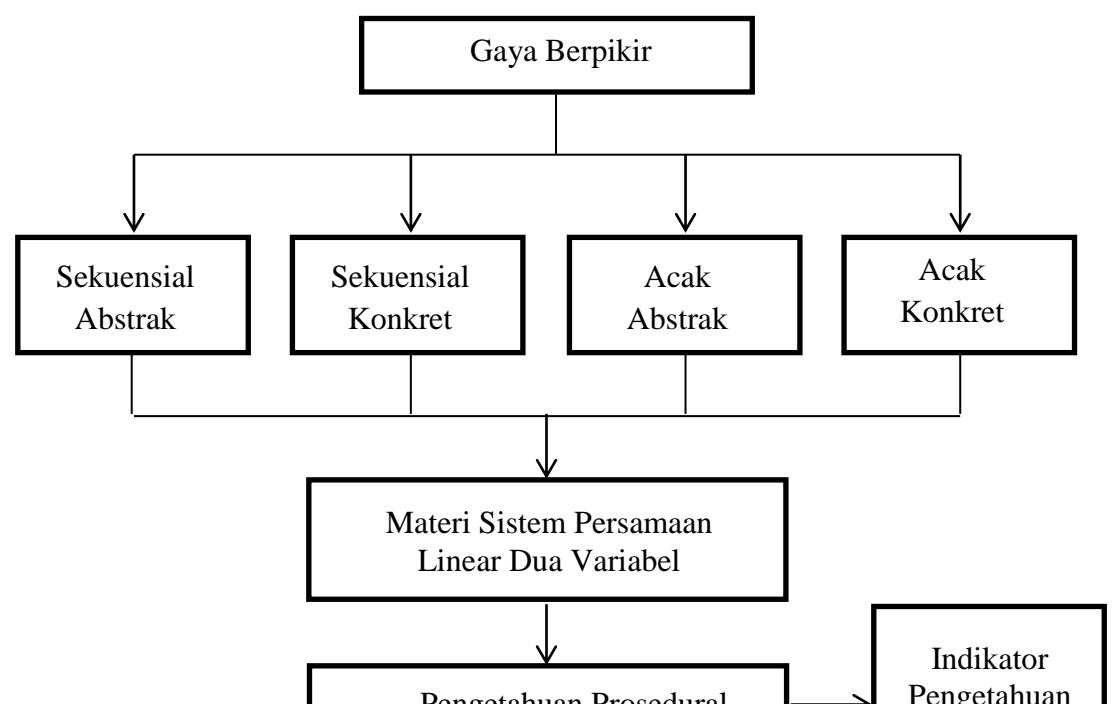 Gaya Berpikir
Sekuensial
Abstrak
Sekuensial
Konkret
Acak
Abstrak
Acak
Konkret
Materi Sistem Persamaan
Linear Dua Variabel
Pengetahuan Prosedural
Indikator
Pengetahuan